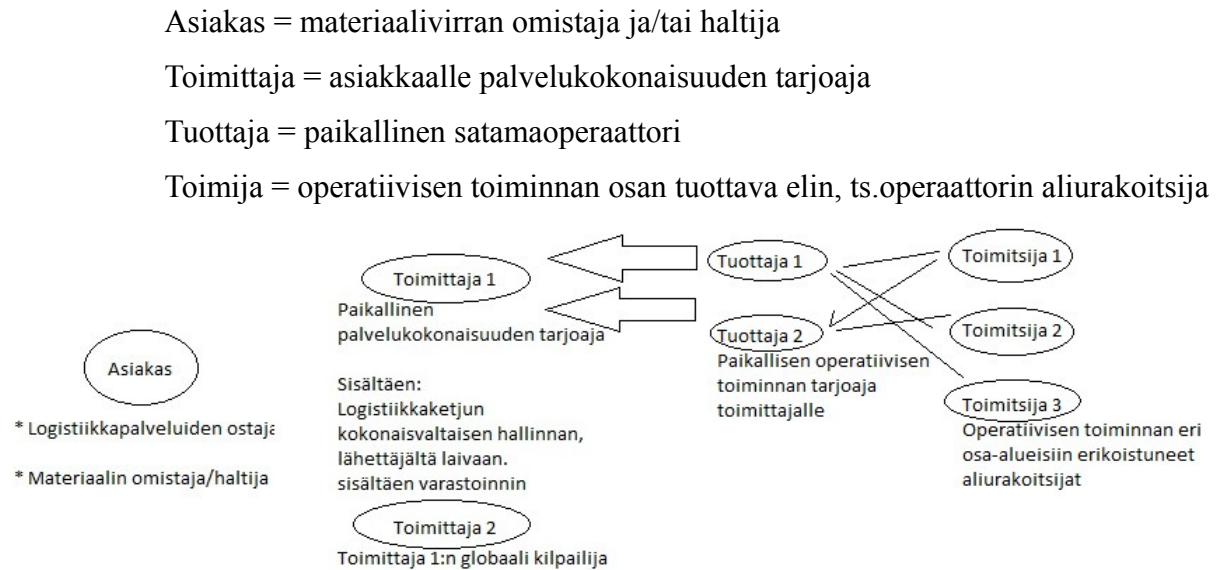 Asiakas = materiaalivirran omistaja ja/tai haltija
Toimittaja = asiakkaalle palvelukokonaisuuden tarjoaja
Tuottaja = paikallinen satamaoperaattori
Toimija = operatiivisen toiminnan osan tuottava elin, ts.operaattorin aliurakoitsija
Asiakas
* Logistiikkapalveluiden ostaja
* Materiaalin omistaja/haltija
Toimittaja 1
Paikallinen
palvelukokonaisuuden tarjoaja
Sisältäen:
Logistiikkaketjun
kokonaisvaltaisen hallinnan,
lähettäjältä laivaan.
sisältäen varastoinnin
Toimittaja 2
Toimittaja 1:n globaali kilpailija
Tuottaja 1
Tuottaja 2
Paikallisen operatiivisen
toiminnan tarjoaja
toimittajalle
Toimitsija 1
Toimitsija 2
Toimitsija 3
Operatiivisen toiminnan eri
osa-alueisiin erikoistuneet
aliurakoitsijat